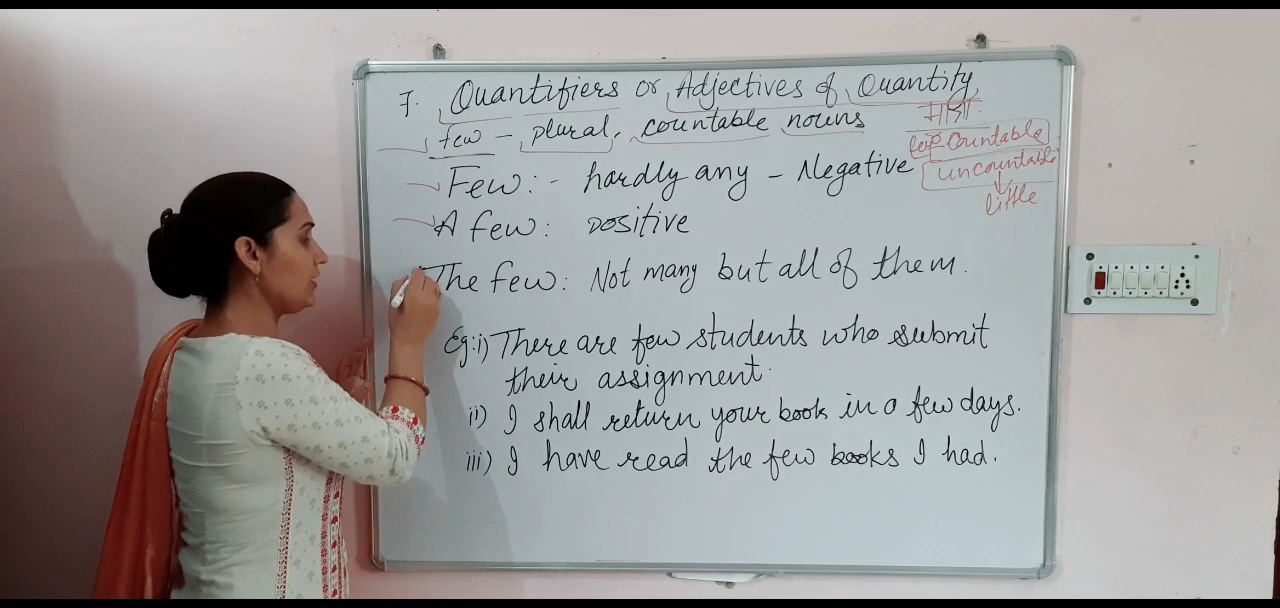 7. Quantifiers or Adjectives of Quantity
few - plural, countable nouns
Few:- hardly any - Negative
A few: positive
The few: Not many but all of them.
Eg:i) There are few students who submit
their assignment.
ii) I shall return your book in a few days.
iii) I have read the few books I had.
few Countable
uncountable
↓
little